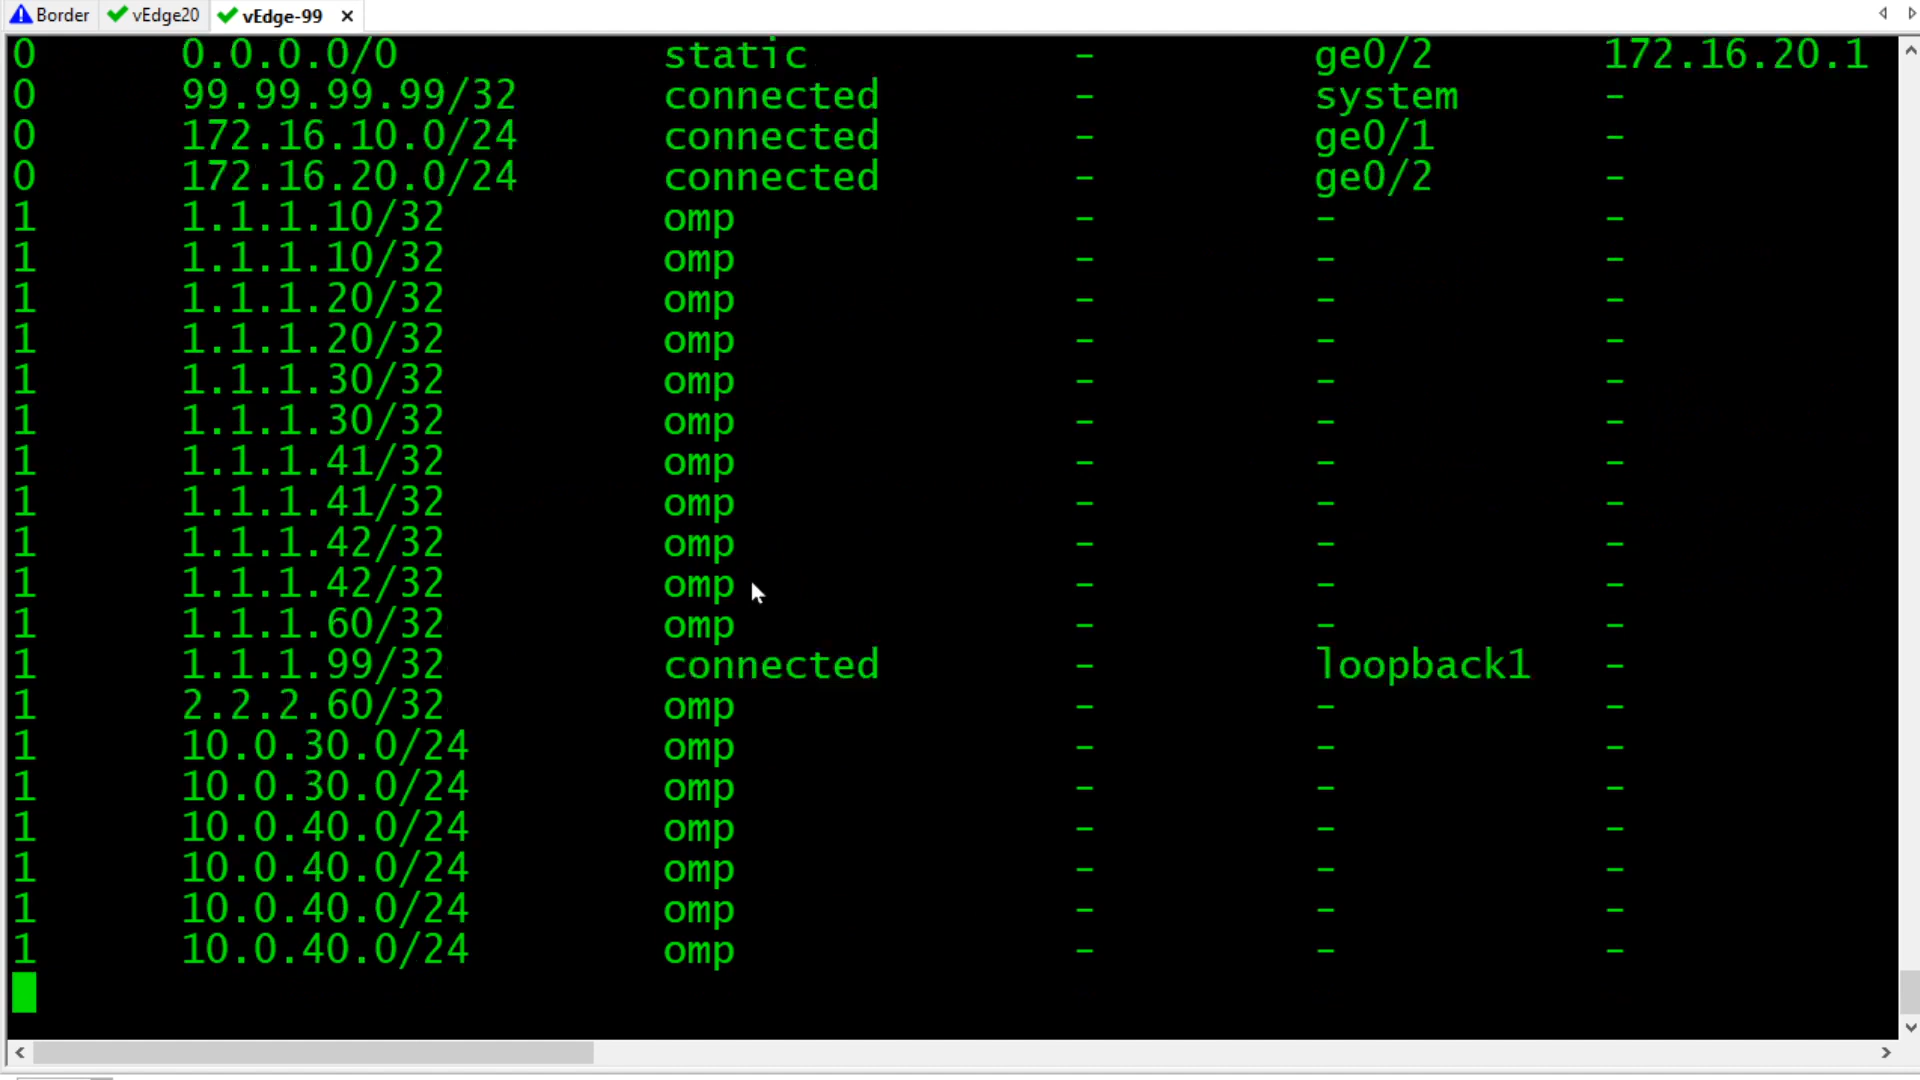 Border vEdge20 vEdge-99
0 0.0.0.0/0 static - ge0/2 172.16.20.1
0 99.99.99.99/32 connected - system -
0 172.16.10.0/24 connected - ge0/1 -
0 172.16.20.0/24 connected - ge0/2 -
1 1.1.1.10/32 omp - - -
1 1.1.1.10/32 omp - - -
1 1.1.1.20/32 omp - - -
1 1.1.1.20/32 omp - - -
1 1.1.1.30/32 omp - - -
1 1.1.1.30/32 omp - - -
1 1.1.1.41/32 omp - - -
1 1.1.1.41/32 omp - - -
1 1.1.1.42/32 omp - - -
1 1.1.1.42/32 omp - - -
1 1.1.1.60/32 omp - - -
1 1.1.1.99/32 connected - loopback1 -
1 2.2.2.60/32 omp - - -
1 10.0.30.0/24 omp - - -
1 10.0.30.0/24 omp - - -
1 10.0.40.0/24 omp - - -
1 10.0.40.0/24 omp - - -
1 10.0.40.0/24 omp - - -
1 10.0.40.0/24 omp - - -